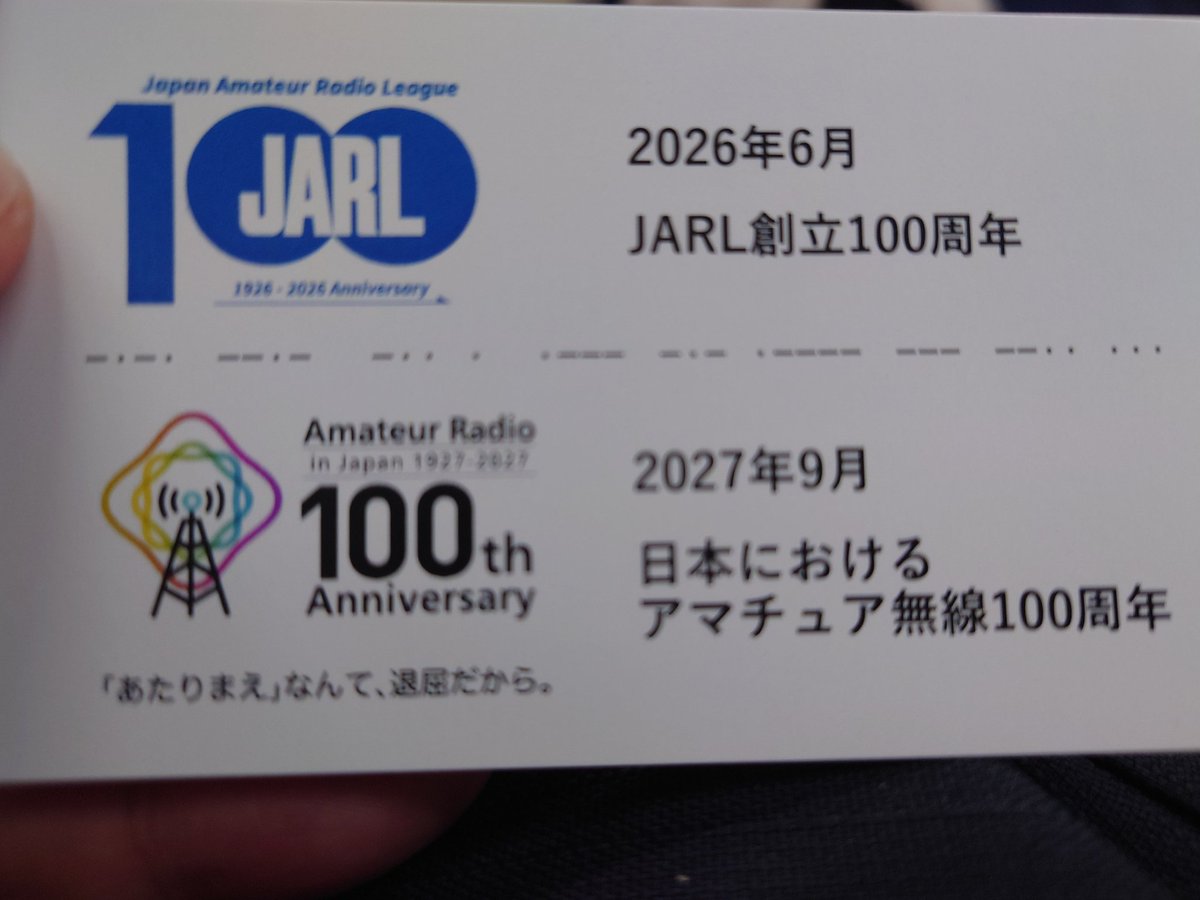 Japan Amateur Radio League
100
JARL
1926 - 2026 Anniversary
2026年6月
JARL創立100周年
Amateur Radio
in Japan 1927-2027
100th
Anniversary
2027年9月
日本における
アマチュア無線100周年
「あたりまえ」なんて、退屈だから。